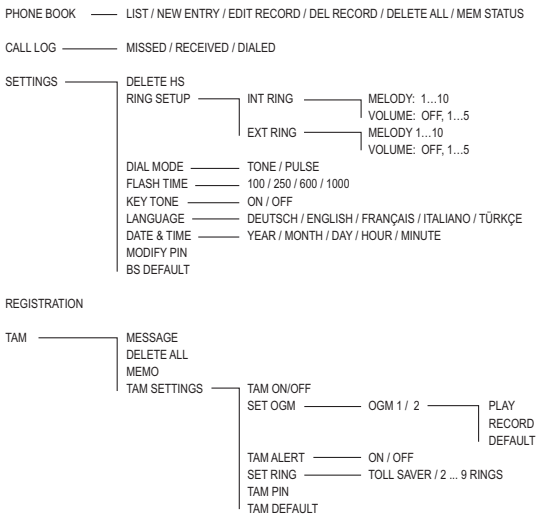 PHONE BOOK LIST / NEW ENTRY / EDIT RECORD / DEL RECORD / DELETE ALL / MEM STATUS
CALL LOG MISSED / RECEIVED / DIALED
SETTINGS DELETE HS
RING SETUP INT RING MELODY: 1…10
VOLUME: OFF, 1…5
EXT RING MELODY 1…10
VOLUME: OFF, 1…5
DIAL MODE TONE / PULSE
FLASH TIME 100 / 250 / 600 / 1000
KEY TONE ON / OFF
LANGUAGE DEUTSCH / ENGLISH / FRANÇAIS / ITALIANO / TÜRKÇE
DATE & TIME YEAR / MONTH / DAY / HOUR / MINUTE
MODIFY PIN
BS DEFAULT
REGISTRATION
TAM MESSAGE
DELETE ALL
MEMO
TAM SETTINGS TAM ON/OFF
SET OGM OGM 1 / 2 PLAY
RECORD
DEFAULT
TAM ALERT ON / OFF
SET RING TOLL SAVER / 2 ... 9 RINGS
TAM PIN
TAM DEFAULT